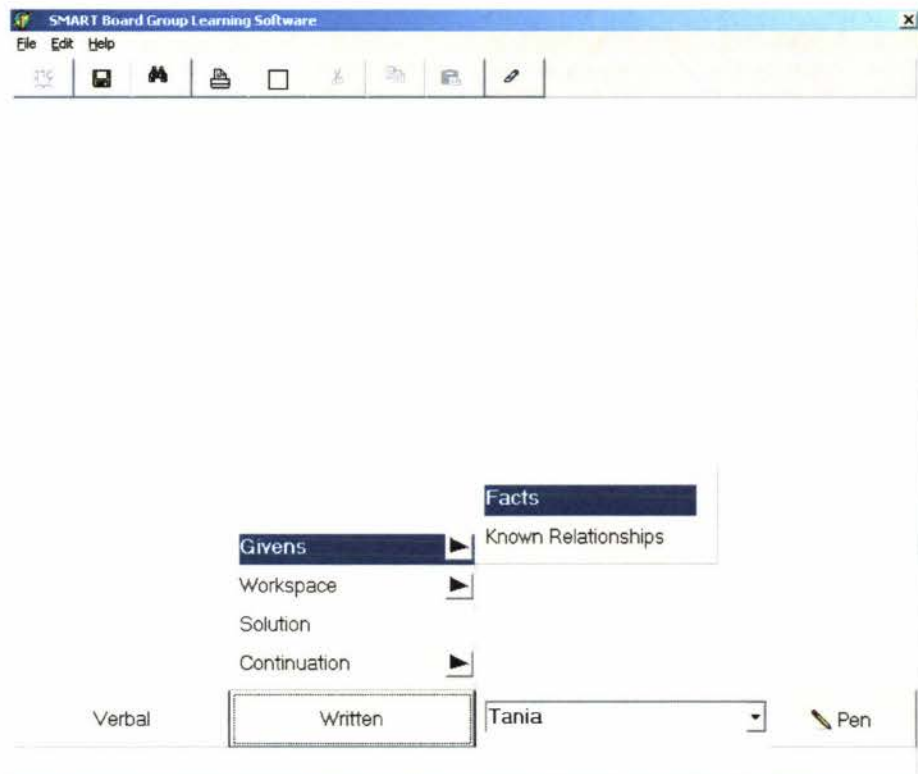 SMART Board Group Learning Software
File Edit Help
Facts
Known Relationships
Givens
Workspace
Solution
Continuation
Verbal
Written
Tania
Pen